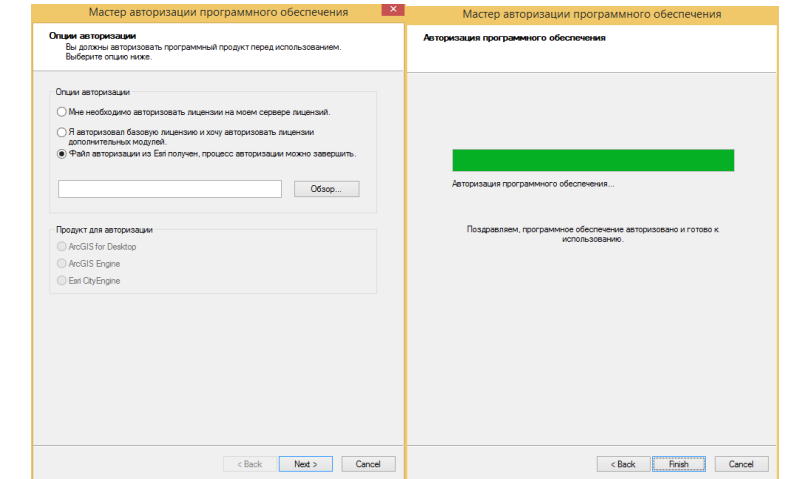 Мастер авторизации программного обеспечения
Опции авторизации
Вы должны авторизовать программный продукт перед использованием.
Выберите опцию ниже.
Опции авторизации
Мне необходимо авторизовать лицензии на моем сервере лицензий.
Я авторизовал базовую лицензию и хочу авторизовать лицензии
дополнительных модулей.
Файл авторизации из Esri получен, процесс авторизации можно завершить.
Обзор...
Продукт для авторизации
ArcGIS for Desktop
ArcGIS Engine
Esri CityEngine
< Back
Next >
Cancel
Мастер авторизации программного обеспечения
Авторизация программного обеспечения
Авторизация программного обеспечения...
Поздравляем, программное обеспечение авторизовано и готово к
использованию.
< Back
Finish
Cancel